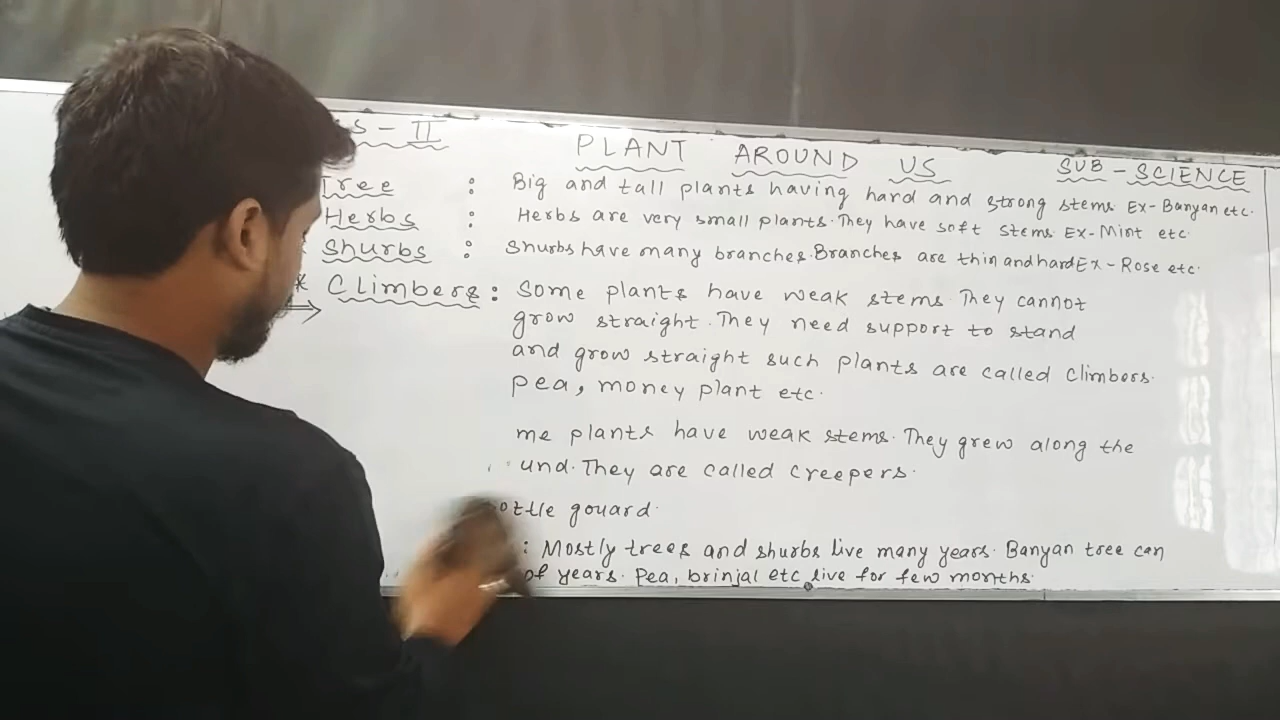 S - II
PLANT AROUND US
SUB - SCIENCE
Tree : Big and tall plants having hard and strong stems Ex- Banyan etc.
Herbs : Herbs are very small plants. They have soft stems Ex- Mint etc.
Shurbs : Shurbs have many branches. Branches are thin and hard Ex- Rose etc.
Climbers : Some plants have weak stems. They cannot
grow straight. They need support to stand
and grow straight such plants are called climbers.
pea, money plant etc.
me plants have weak stems. They grew along the
und. They are called creepers.
ottle gouard.
: Mostly trees and shurbs live many years. Banyan tree can
of years. Pea, brinjal etc live for few months.